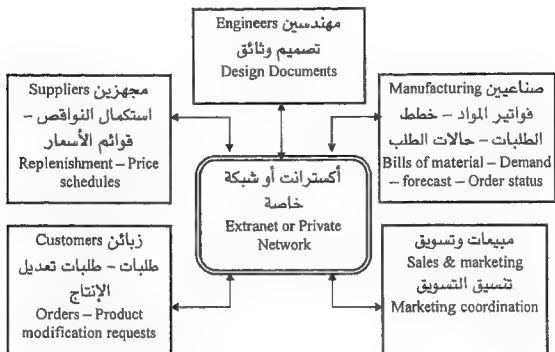 مهندسين Engineers
تصميم وثائق
Design Documents
مجهزين Suppliers
استكمال النواقص –
قوائم الأسعار
Replenishment – Price
schedules
صناعيين Manufacturing
فواتير المواد – خطط
الطلبات – حالات الطلب
Bills of material – Demand
– forecast – Order status
أكسترانت أو شبكة
خاصة
Extranet or Private
Network
زبائن Customers
طلبات – طلبات تعديل
الإنتاج
Orders – Product
modification requests
مبيعات وتسويق
Sales & marketing
تنسيق التسويق
Marketing coordination